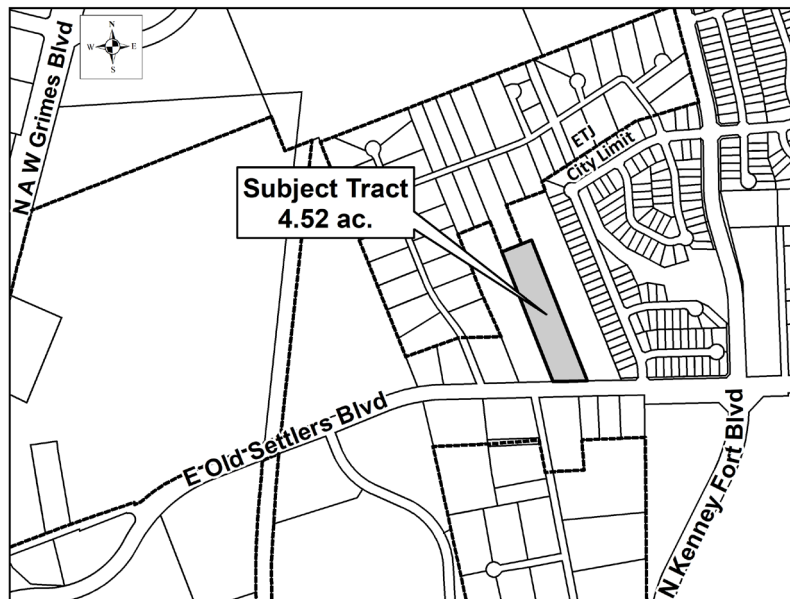 N
W E
S
N A W Grimes Blvd
ETJ
City Limit
Subject Tract
4.52 ac.
E Old Settlers Blvd
N Kenney Fort Blvd